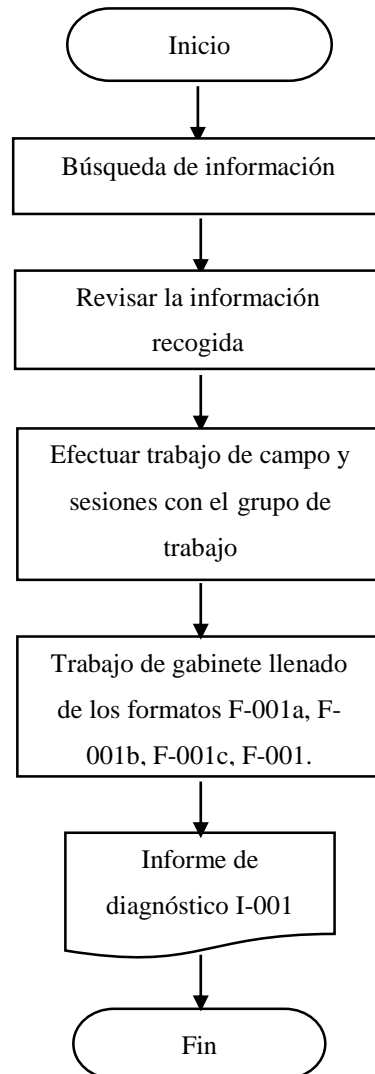 Inicio
Búsqueda de información
Revisar la información
recogida
Efectuar trabajo de campo y
sesiones con el grupo de
trabajo
Trabajo de gabinete llenado
de los formatos F-001a, F-
001b, F-001c, F-001.
Informe de
diagnóstico I-001
Fin